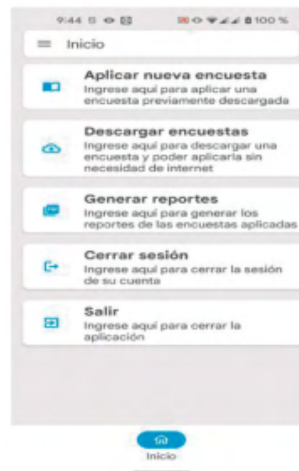 9:44
100 %
Inicio
Aplicar nueva encuesta
Ingrese aquí para aplicar una
encuesta previamente descargada
Descargar encuestas
Ingrese aquí para descargar una
encuesta y poder aplicarla sin
necesidad de internet
Generar reportes
Ingrese aquí para generar los
reportes de las encuestas aplicadas
Cerrar sesión
Ingrese aquí para cerrar la sesión
de su cuenta
Salir
Ingrese aquí para cerrar la
aplicación
Inicio